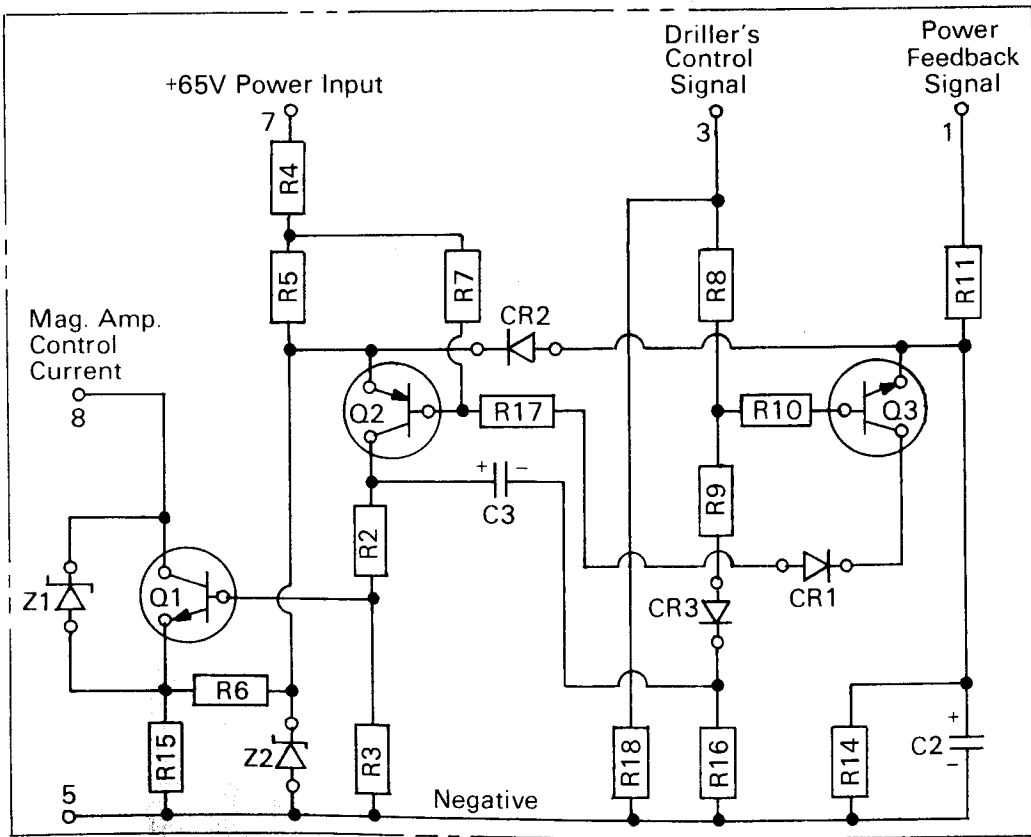 Driller's
Control
Signal
Power
Feedback
Signal
+65V Power Input
7
3
1
R4
R5
R7
R8
R11
Mag. Amp.
Control
Current
8
CR2
Q2
R17
R10
Q3
+ −
C3
R2
R9
Z1
Q1
CR3
CR1
R6
R15
Z2
R3
R18
R16
R14
C2
+
−
5
Negative